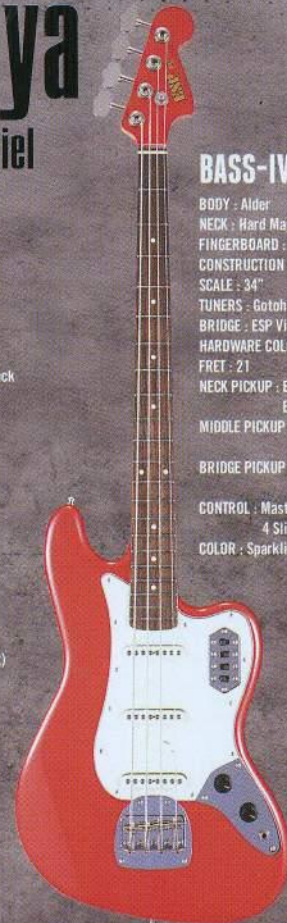 ya
iel
ESP
BASS-IV
BODY : Alder
NECK : Hard Ma
FINGERBOARD :
CONSTRUCTION
SCALE : 34"
TUNERS : Gotoh
BRIDGE : ESP Vi
HARDWARE COL
FRET : 21
ck
NECK PICKUP : E
MIDDLE PICKUP
BRIDGE PICKUP
CONTROL : Mast
4 Sli
COLOR : Sparkli
)